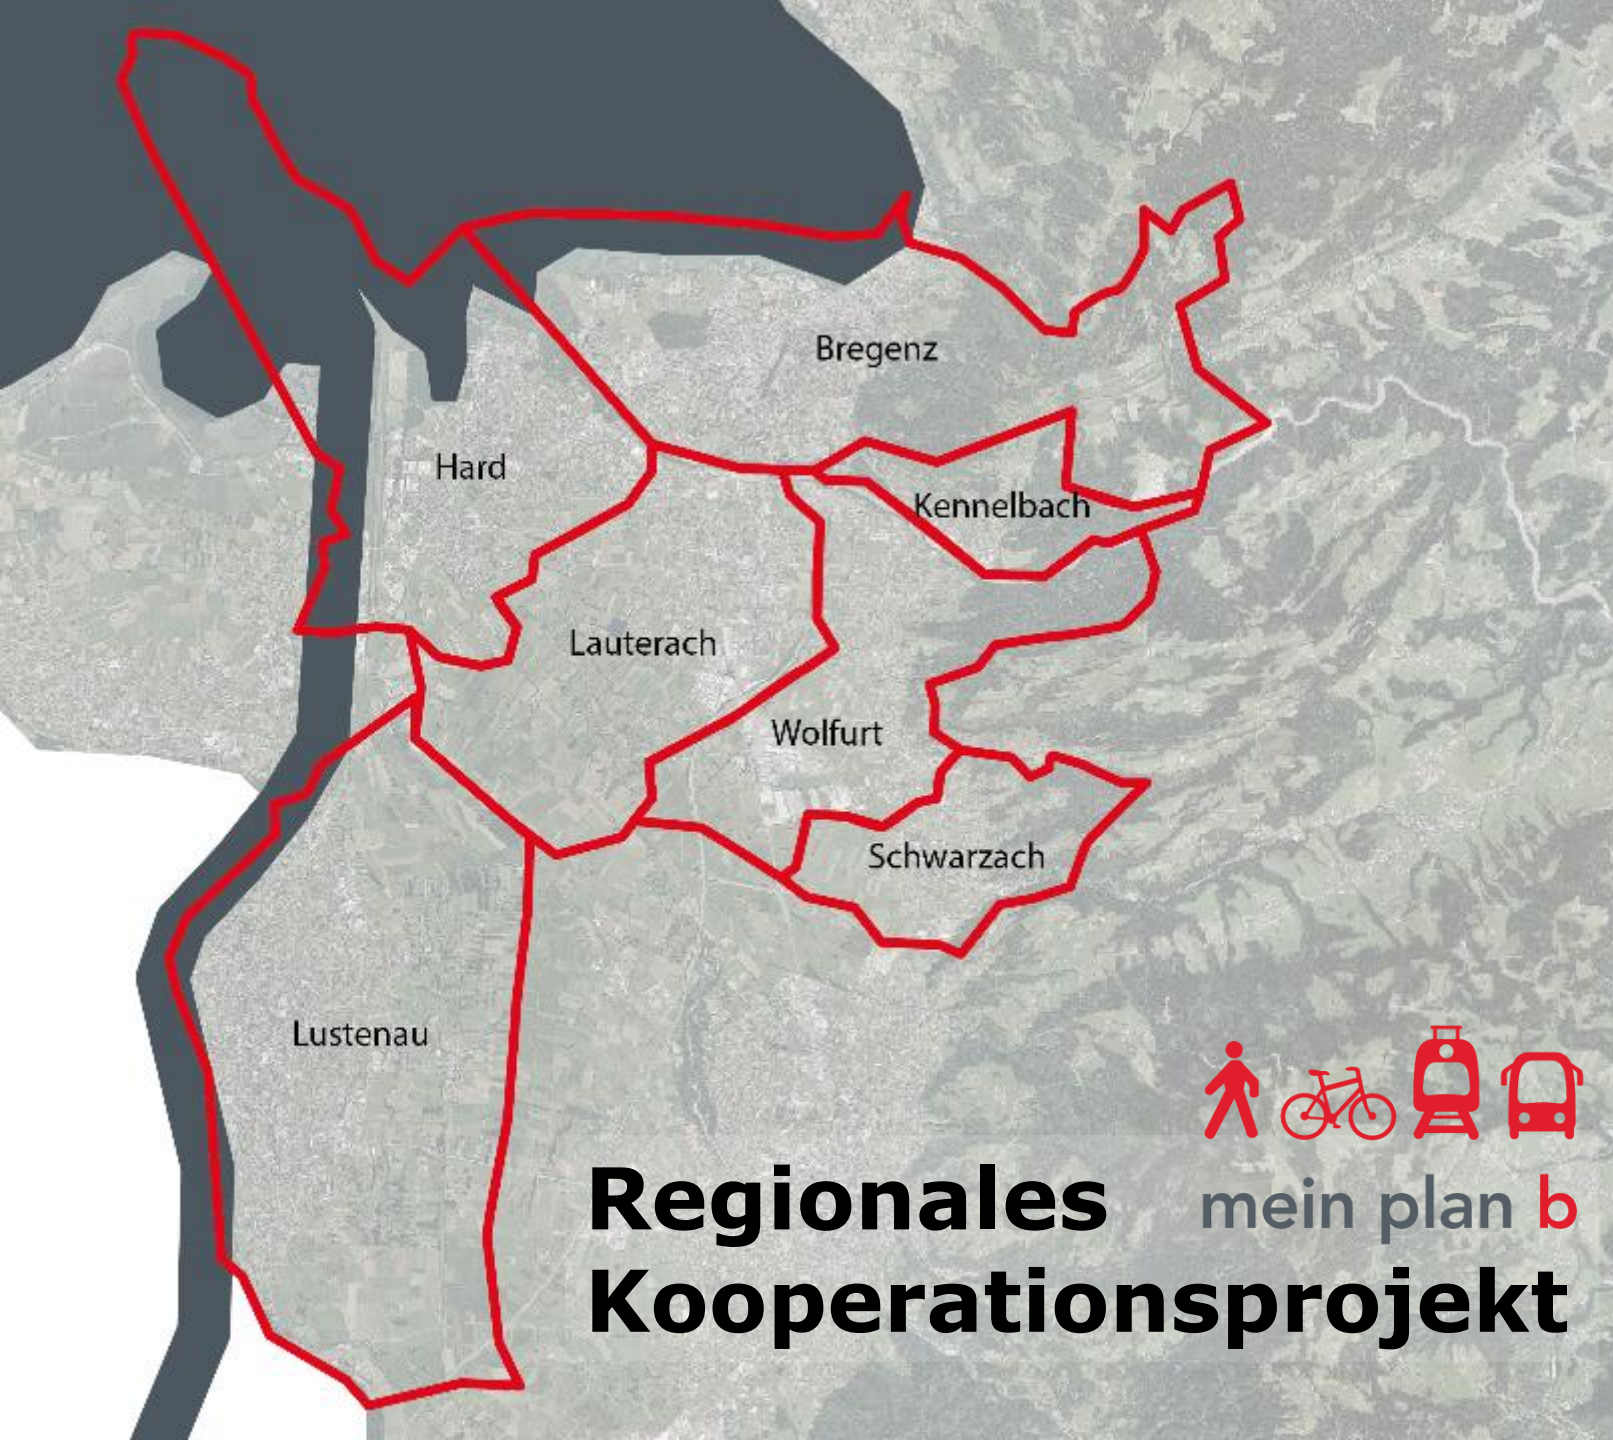 Bregenz
Hard
Kennelbach
Lauterach
Wolfurt
Schwarzach
Lustenau
Regionales
mein plan b
Kooperationsprojekt